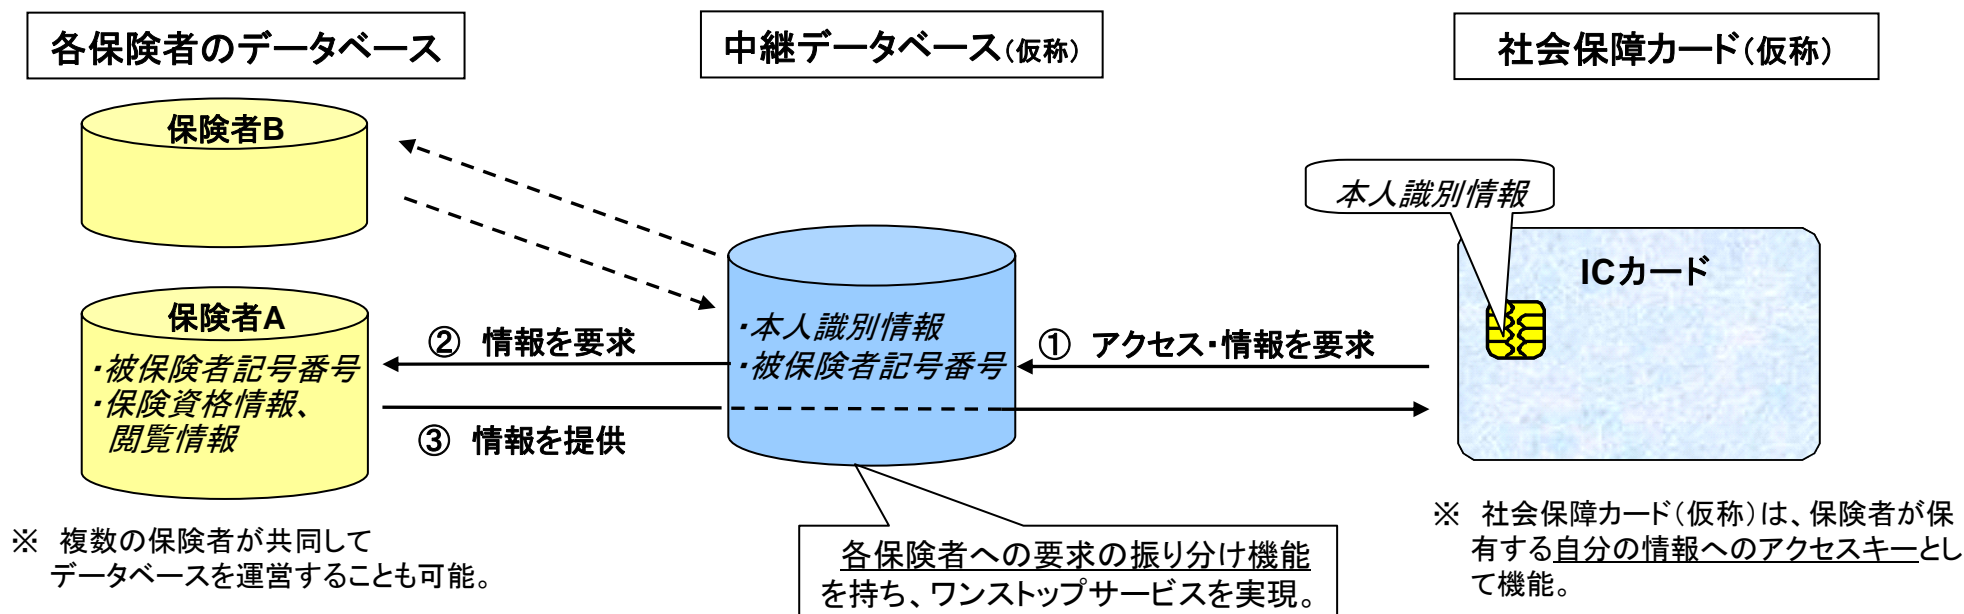 各保険者のデータベース
中継データベース(仮称)
社会保障カード(仮称)
保険者B
本人識別情報
ICカード
保険者A
・被保険者記号番号
・保険資格情報、
閲覧情報
② 情報を要求
③ 情報を提供
・本人識別情報
・被保険者記号番号
① アクセス・情報を要求
※ 複数の保険者が共同して
データベースを運営することも可能。
各保険者への要求の振り分け機能
を持ち、ワンストップサービスを実現。
※ 社会保障カード(仮称)は、保険者が保
有する自分の情報へのアクセスキーとし
て機能。